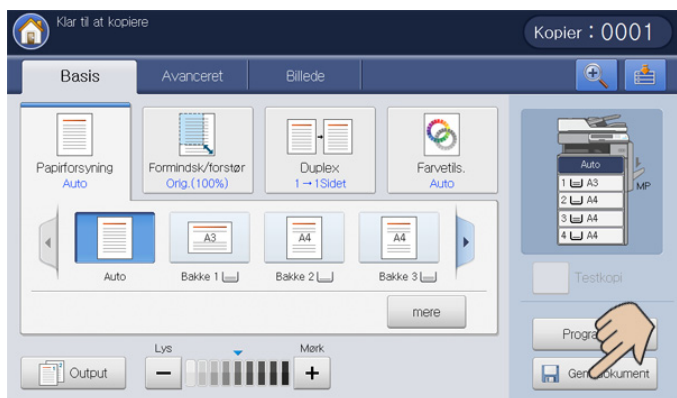 Klar til at kopiere
Kopier : 0001
Basis
Avanceret
Billede
Papirforsyning
Auto
Formindsk/forstør
Orig.(100%)
Duplex
1→1Sidet
Farvetils.
Auto
Auto
1 A3
2 A4
3 A4
4 A4
MP
A3
A4
A4
Auto
Bakke 1
Bakke 2
Bakke 3
mere
Testkopi
Lys
Mørk
Output